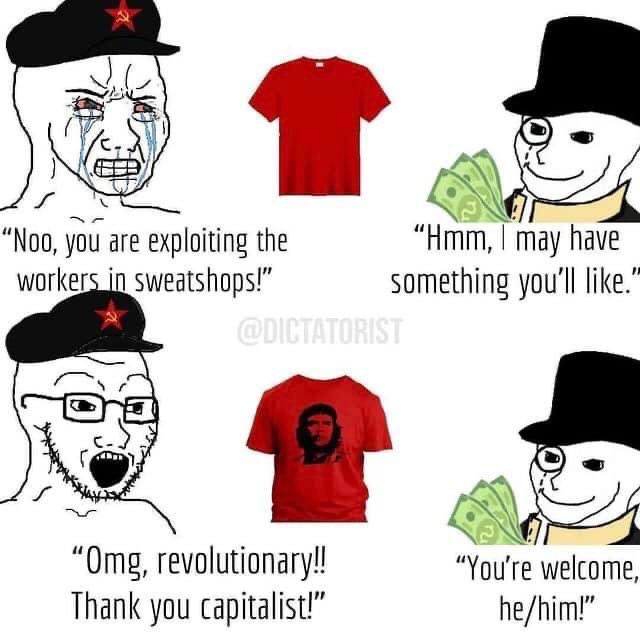 “Noo, you are exploiting the
workers in sweatshops!”
“Hmm, I may have
something you’ll like.”
@DICTATORIST
“Omg, revolutionary!!
Thank you capitalist!”
“You’re welcome,
he/him!”